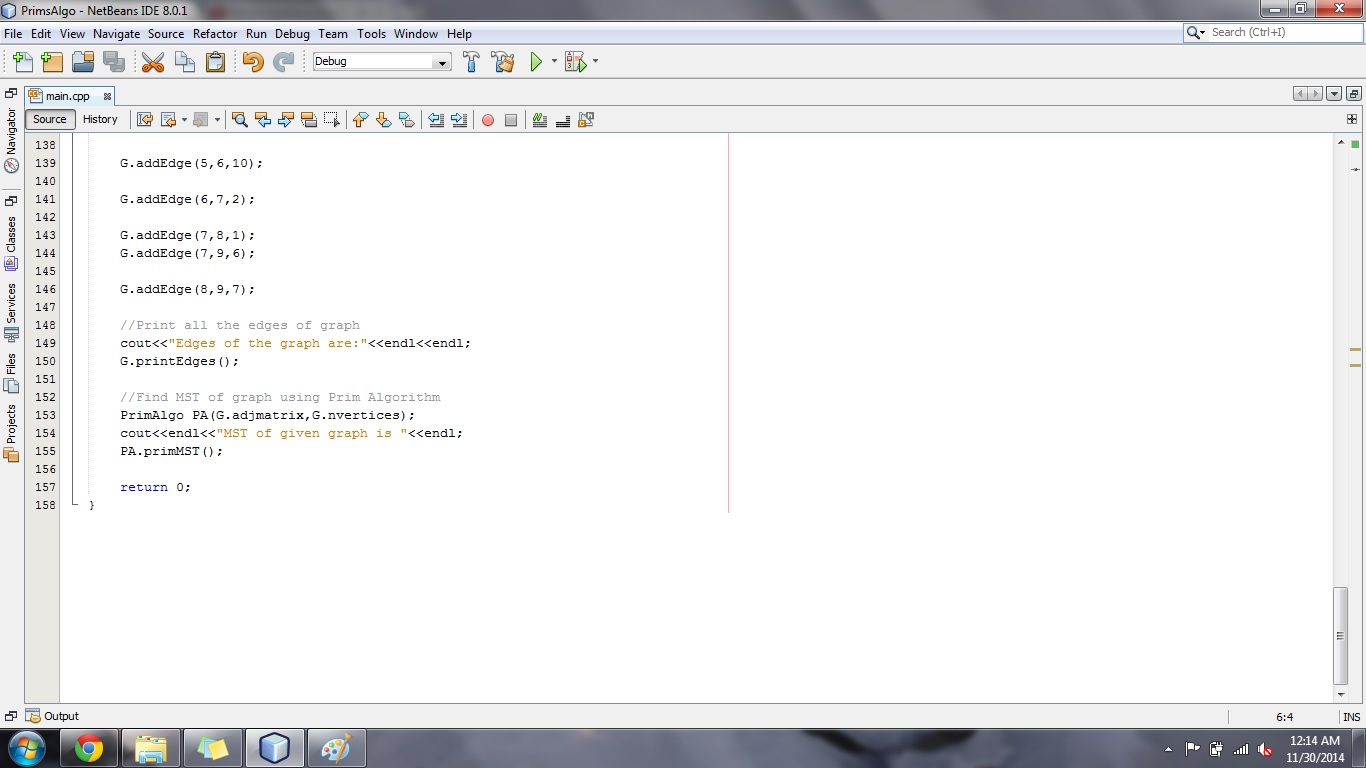 PrimsAlgo - NetBeans IDE 8.0.1
File Edit View Navigate Source Refactor Run Debug Team Tools Window Help
Search (Ctrl+I)
Debug
main.cpp
Source History
Navigator
Classes
Services
Files
Projects
138
139 G.addEdge(5,6,10);
140
141 G.addEdge(6,7,2);
142
143 G.addEdge(7,8,1);
144 G.addEdge(7,9,6);
145
146 G.addEdge(8,9,7);
147
148 //Print all the edges of graph
149 cout<<"Edges of the graph are:"<<endl<<endl;
150 G.printEdges();
151
152 //Find MST of graph using Prim Algorithm
153 PrimAlgo PA(G.adjmatrix,G.nvertices);
154 cout<<endl<<"MST of given graph is "<<endl;
155 PA.primMST();
156
157 return 0;
158 }
Output
6:4 INS
12:14 AM
11/30/2014